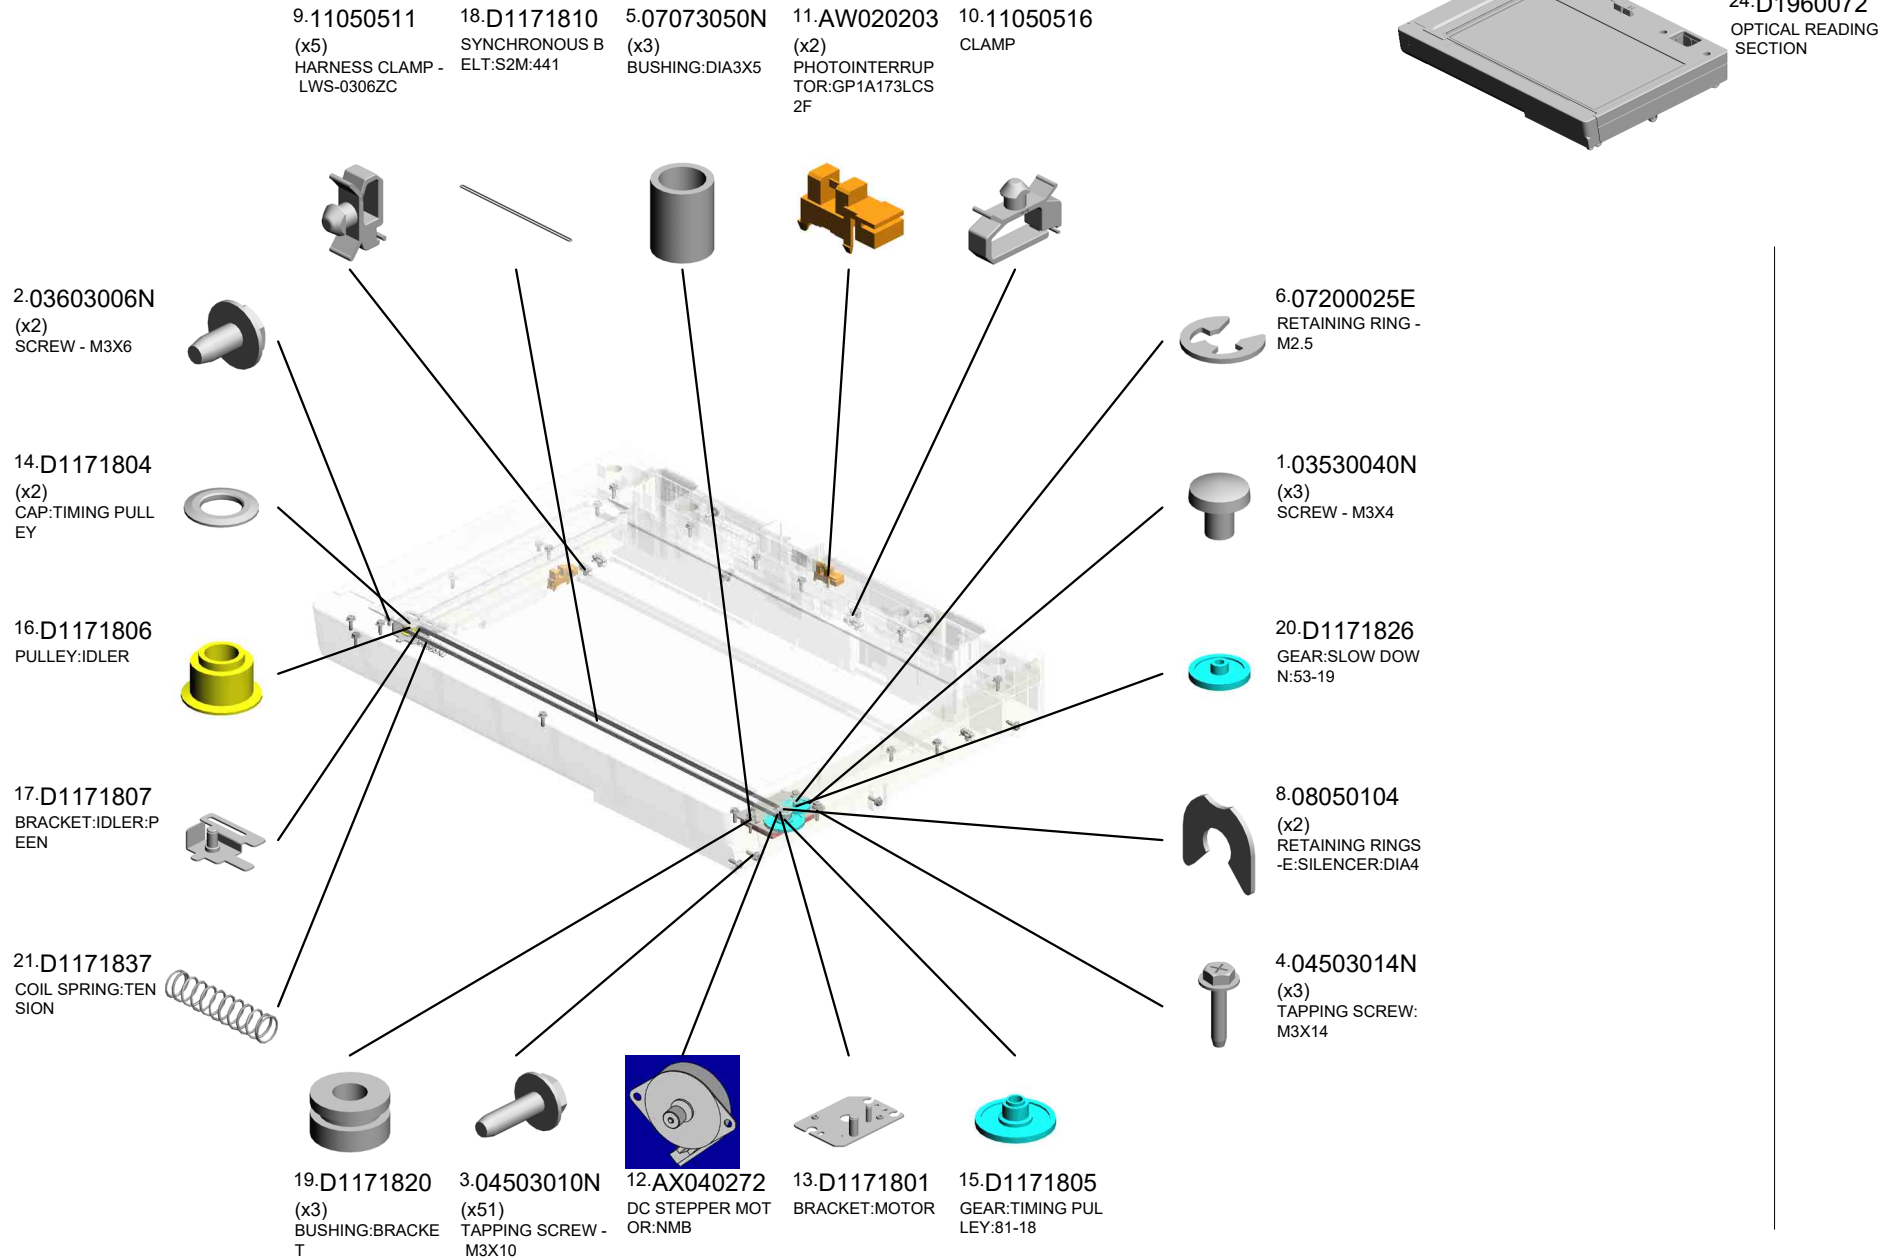 9.11050511
(x5)
HARNESS CLAMP -
LWS-0306ZC
18.D1171810
SYNCHRONOUS B
ELT:S2M:441
5.07073050N
(x3)
BUSHING:DIA3X5
11.AW020203
(x2)
PHOTOINTERRUP
TOR:GP1A173LCS
2F
10.11050516
CLAMP
24.D1960072
OPTICAL READING
SECTION
2.03603006N
(x2)
SCREW - M3X6
14.D1171804
(x2)
CAP:TIMING PULL
EY
16.D1171806
PULLEY:IDLER
17.D1171807
BRACKET:IDLER:P
EEN
21.D1171837
COIL SPRING:TEN
SION
6.07200025E
RETAINING RING -
M2.5
1.03530040N
(x3)
SCREW - M3X4
20.D1171826
GEAR:SLOW DOW
N:53-19
8.08050104
(x2)
RETAINING RINGS
-E:SILENCER:DIA4
4.04503014N
(x3)
TAPPING SCREW:
M3X14
19.D1171820
(x3)
BUSHING:BRACKE
T
3.04503010N
(x51)
TAPPING SCREW -
M3X10
12.AX040272
DC STEPPER MOT
OR:NMB
13.D1171801
BRACKET:MOTOR
15.D1171805
GEAR:TIMING PUL
LEY:81-18